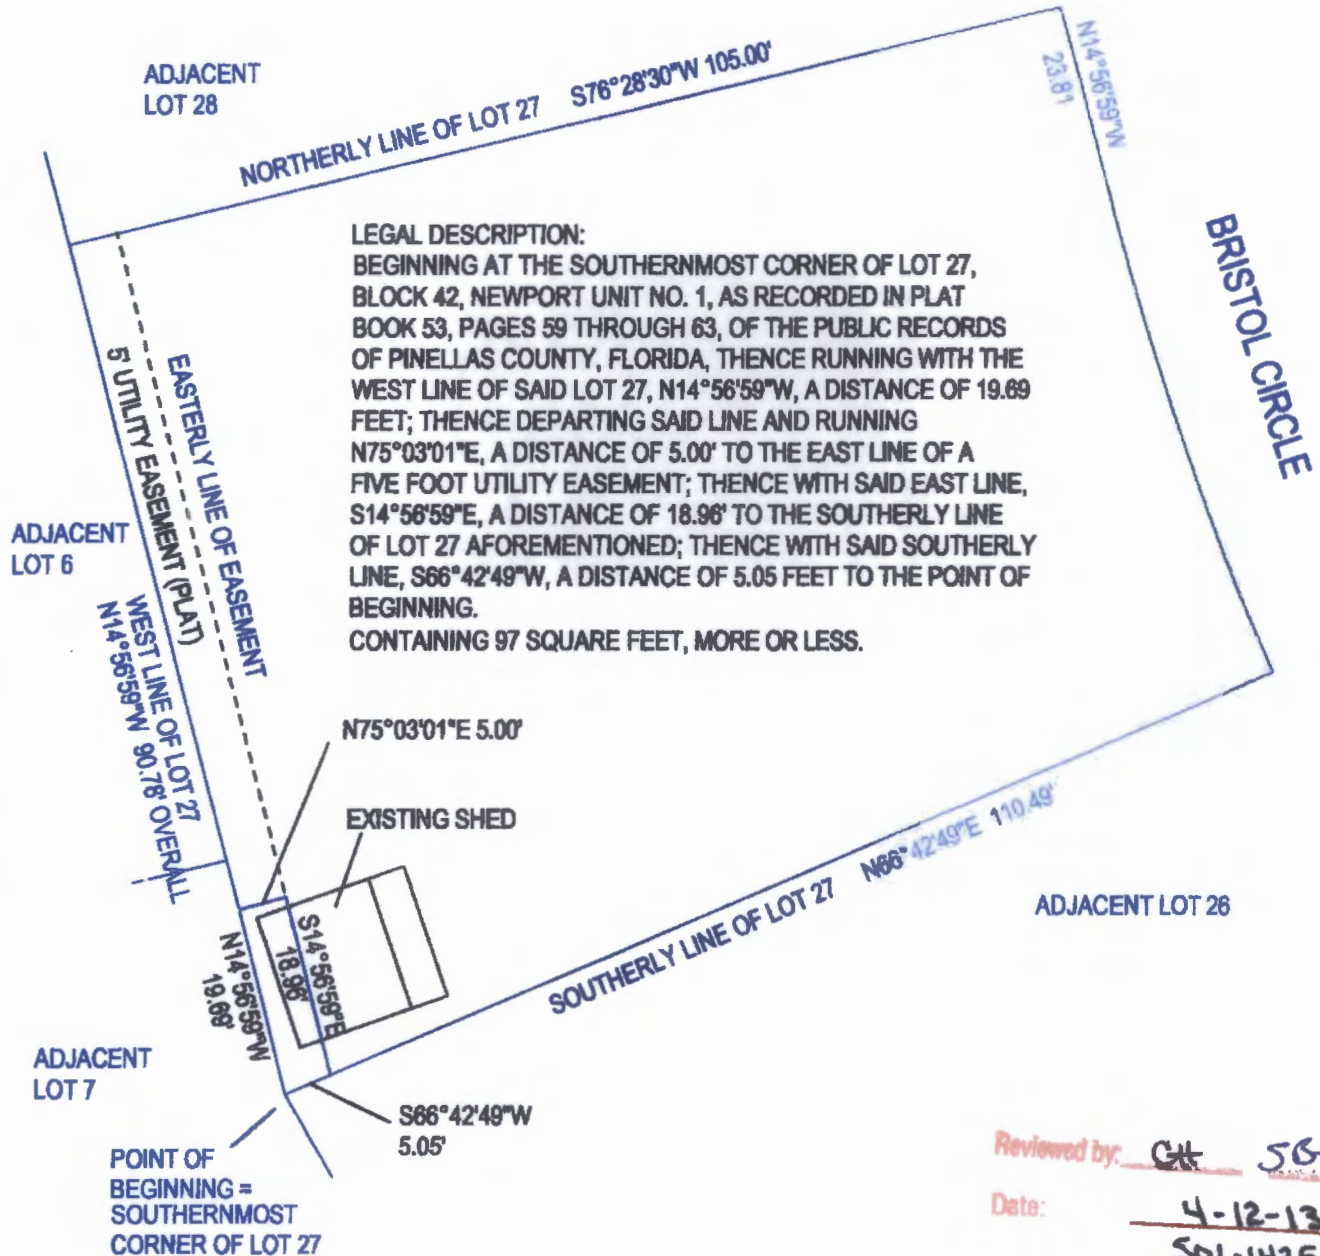 ADJACENT
LOT 28
NORTHERLY LINE OF LOT 27 S76°28'30"W 105.00'
N14°56'59"W
23.81
BRISTOL CIRCLE
LEGAL DESCRIPTION:
BEGINNING AT THE SOUTHERNMOST CORNER OF LOT 27,
BLOCK 42, NEWPORT UNIT NO. 1, AS RECORDED IN PLAT
BOOK 53, PAGES 59 THROUGH 63, OF THE PUBLIC RECORDS
OF PINELLAS COUNTY, FLORIDA, THENCE RUNNING WITH THE
WEST LINE OF SAID LOT 27, N14°56'59"W, A DISTANCE OF 19.69
FEET; THENCE DEPARTING SAID LINE AND RUNNING
N75°03'01"E, A DISTANCE OF 5.00' TO THE EAST LINE OF A
FIVE FOOT UTILITY EASEMENT; THENCE WITH SAID EAST LINE,
S14°56'59"E, A DISTANCE OF 18.96' TO THE SOUTHERLY LINE
OF LOT 27 AFOREMENTIONED; THENCE WITH SAID SOUTHERLY
LINE, S66°42'49"W, A DISTANCE OF 5.05 FEET TO THE POINT OF
BEGINNING.
CONTAINING 97 SQUARE FEET, MORE OR LESS.
EASTERLY LINE OF EASEMENT
5' UTILITY EASEMENT (PLAT)
ADJACENT
LOT 6
WEST LINE OF LOT 27
N14°56'59"W 90.78' OVERALL
N75°03'01"E 5.00'
EXISTING SHED
S14°56'59"E
18.96'
N14°56'59"W
19.69'
SOUTHERLY LINE OF LOT 27 N66°42'49"E 110.49'
ADJACENT LOT 26
ADJACENT
LOT 7
S66°42'49"W
5.05'
POINT OF
BEGINNING =
SOUTHERNMOST
CORNER OF LOT 27
Reviewed by: GH SB
Date: 4-12-13